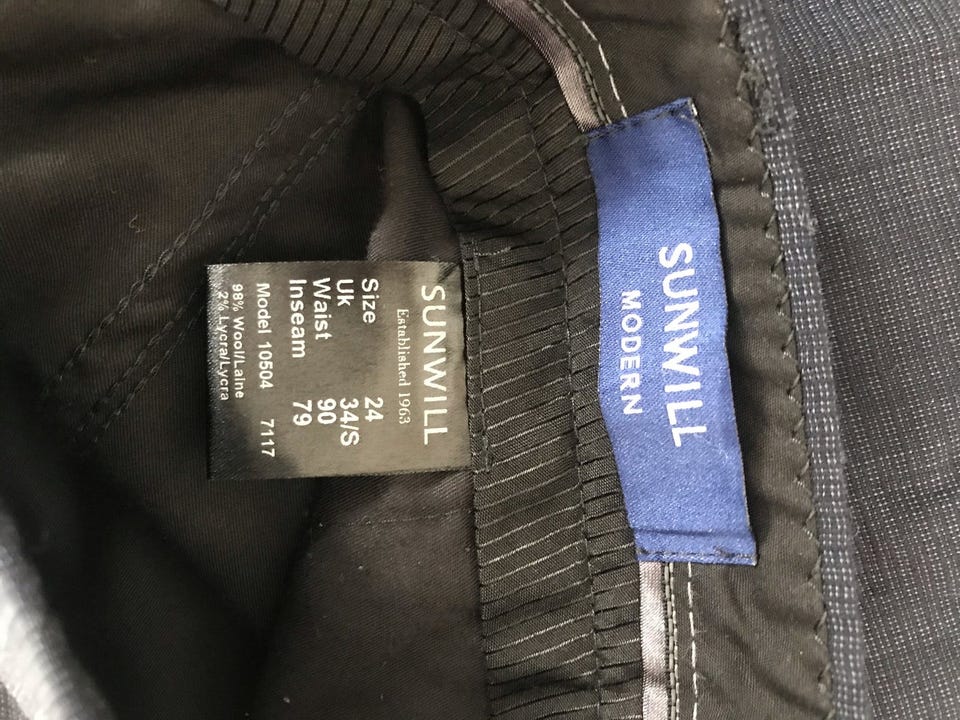 SUNWILL
MODERN
SUNWILL
Established 1963
Size 24
Uk 34/S
Waist 90
Inseam 79
Model 10504 7117
98% Wool/Laine
2% Lycra/Lycra